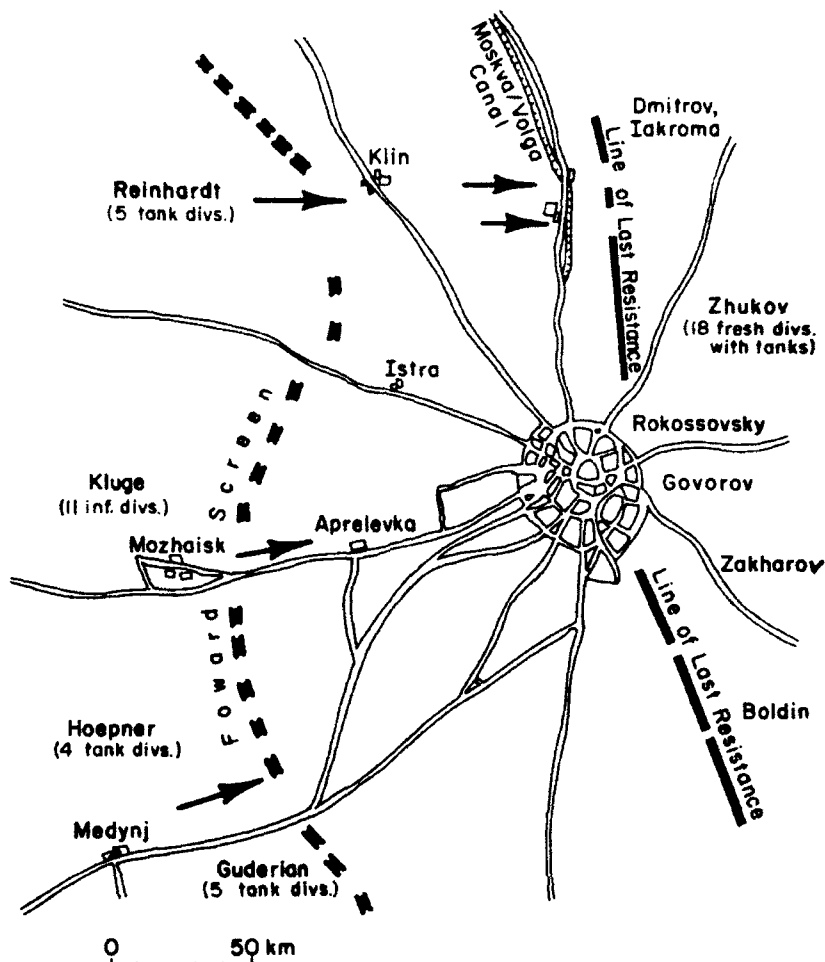 Moskva/Volga
Canal
Dmitrov,
Iakroma
Line of Last Resistance
Klin
Reinhardt
(5 tank divs.)
Zhukov
(18 fresh divs.
with tanks)
Istra
Rokossovsky
Kluge
(11 inf. divs.)
Foward Screen
Govorov
Aprelevka
Mozhaisk
Zakharov
Line of Last Resistance
Boldin
Hoepner
(4 tank divs.)
Medynj
Guderian
(5 tank divs.)
0 50 km